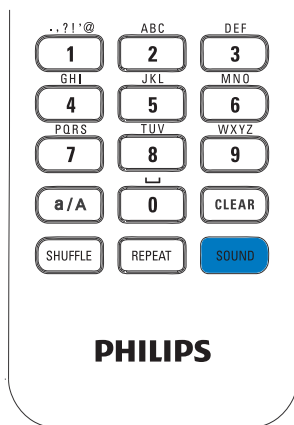 .,?!'@ ABC DEF
1 2 3
GHI JKL MNO
4 5 6
PQRS TUV WXYZ
7 8 9
a/A 0 CLEAR
SHUFFLE REPEAT SOUND
PHILIPS